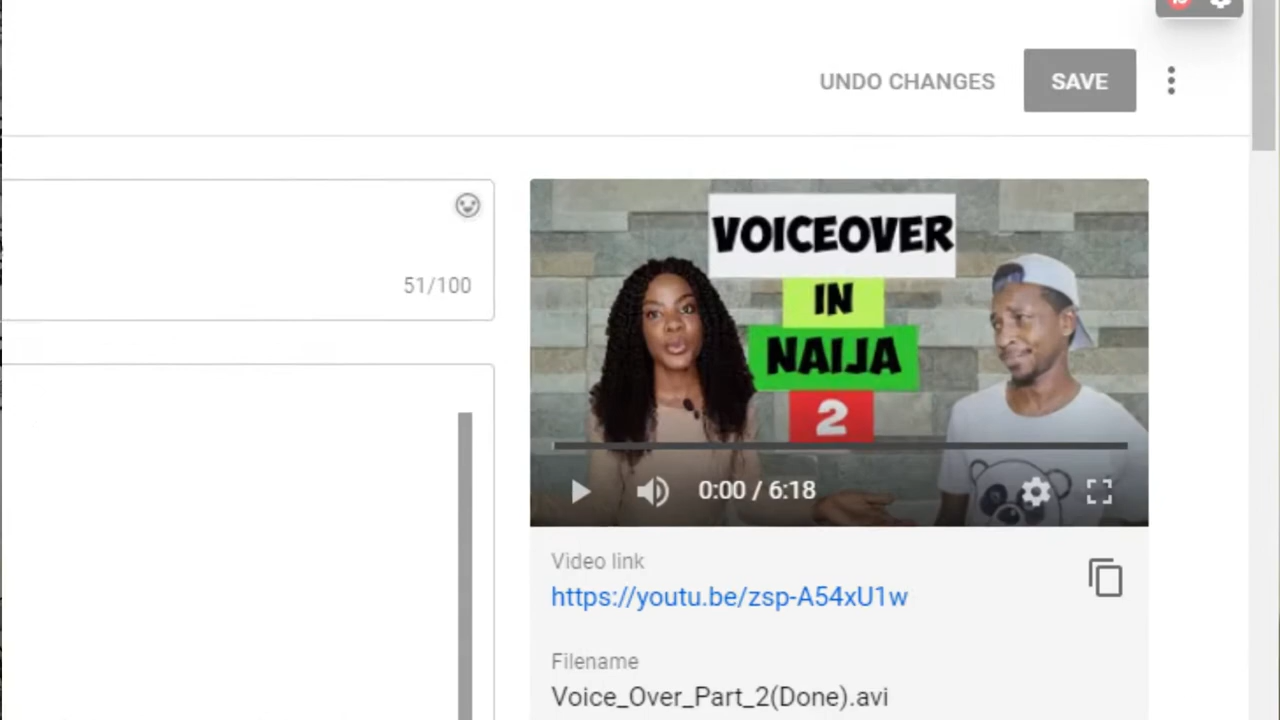 UNDO CHANGES
SAVE
51/100
VOICEOVER
IN
NAIJA
2
0:00 / 6:18
Video link
https://youtu.be/zsp-A54xU1w
Filename
Voice_Over_Part_2(Done).avi